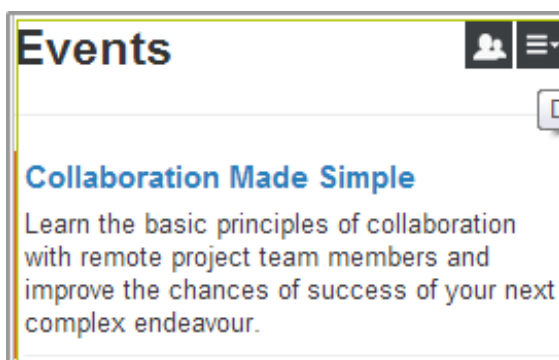 Events
Collaboration Made Simple
Learn the basic principles of collaboration
with remote project team members and
improve the chances of success of your next
complex endeavour.